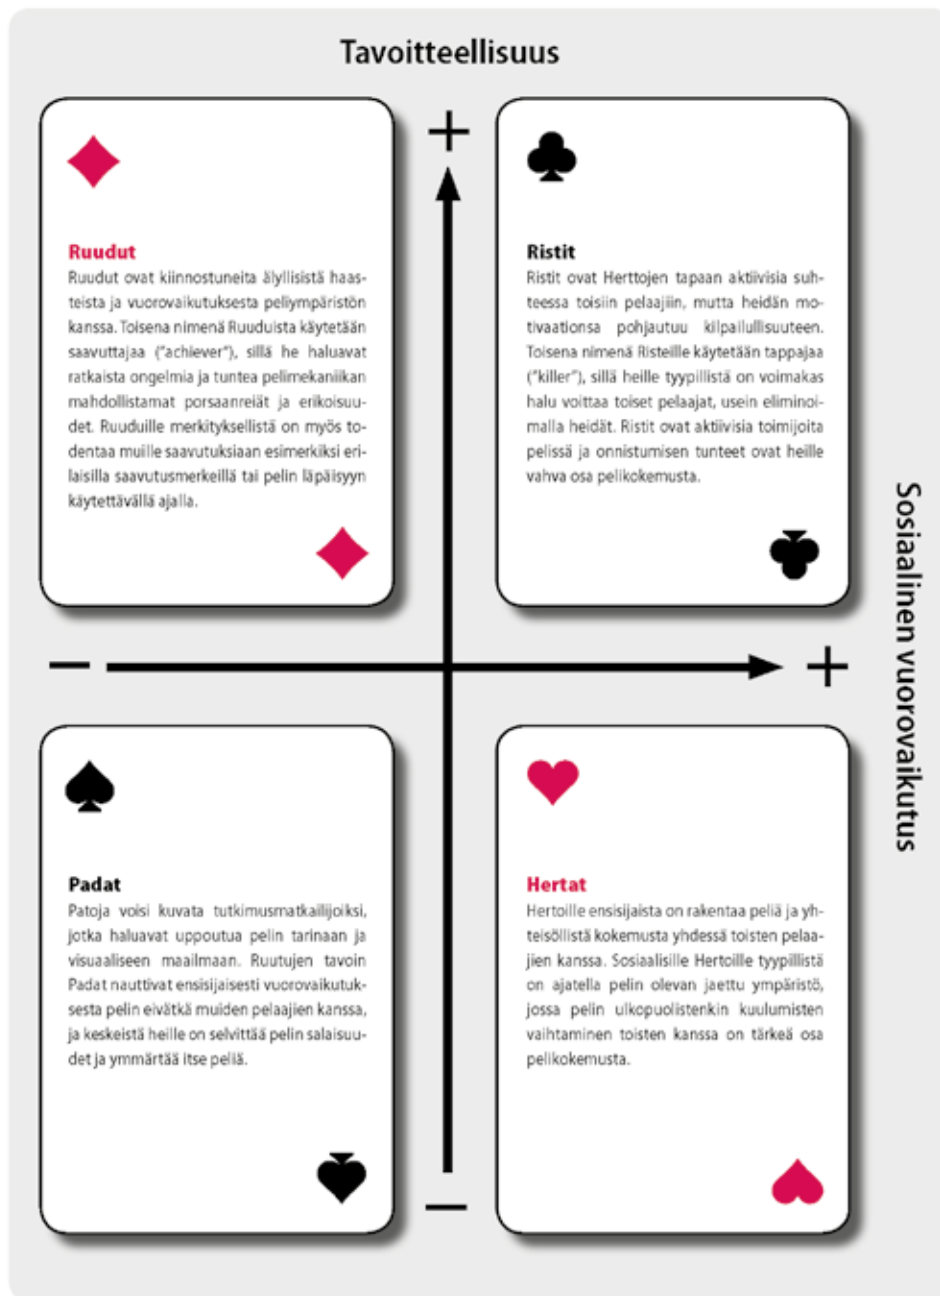 Tavoitteellisuus
+
Ruudut
Ruudut ovat kiinnostuneita älyllisistä haas-
teista ja vuorovaikutuksesta peliympäristön
kanssa. Toisena nimenä Ruuduista käytetään
saavuttajaa ("achiever"), sillä he haluavat
ratkaista ongelmia ja tuntea pelimekaniikan
mahdollistamat porsaanreiät ja erikoisuu-
det. Ruuduille merkityksellistä on myös to-
dentaa muille saavutuksiaan esimerkiksi eri-
laisilla saavutusmerkeillä tai pelin läpäisyyn
käytettävällä ajalla.
Ristit
Ristit ovat Herttojen tapaan aktiivisia suh-
teessa toisiin pelaajiin, mutta heidän mo-
tivaationsa pohjautuu kilpailullisuuteen.
Toisena nimenä Risteille käytetään tappajaa
("killer"), sillä heille tyypillistä on voimakas
halu voittaa toiset pelaajat, usein eliminoi-
malla heidät. Ristit ovat aktiivisia toimijoita
pelissä ja onnistumisen tunteet ovat heille
vahva osa pelikokemusta.
Sosiaalinen vuorovaikutus
−
+
Padat
Patoja voisi kuvata tutkimusmatkailijoiksi,
jotka haluavat uppoutua pelin tarinaan ja
visuaaliseen maailmaan. Ruutujen tavoin
Padat nauttivat ensisijaisesti vuorovaikutuk-
sesta pelin eivätkä muiden pelaajien kanssa,
ja keskeistä heille on selvittää pelin salaisuu-
det ja ymmärtää itse peliä.
Hertat
Hertoille ensisijaista on rakentaa peliä ja yh-
teisöllistä kokemusta yhdessä toisten pelaa-
jien kanssa. Sosiaalisille Hertoille tyypillistä
on ajatella pelin olevan jaettu ympäristö,
jossa pelin ulkopuolistenkin kuulumisten
vaihtaminen toisten kanssa on tärkeä osa
pelikokemusta.
−